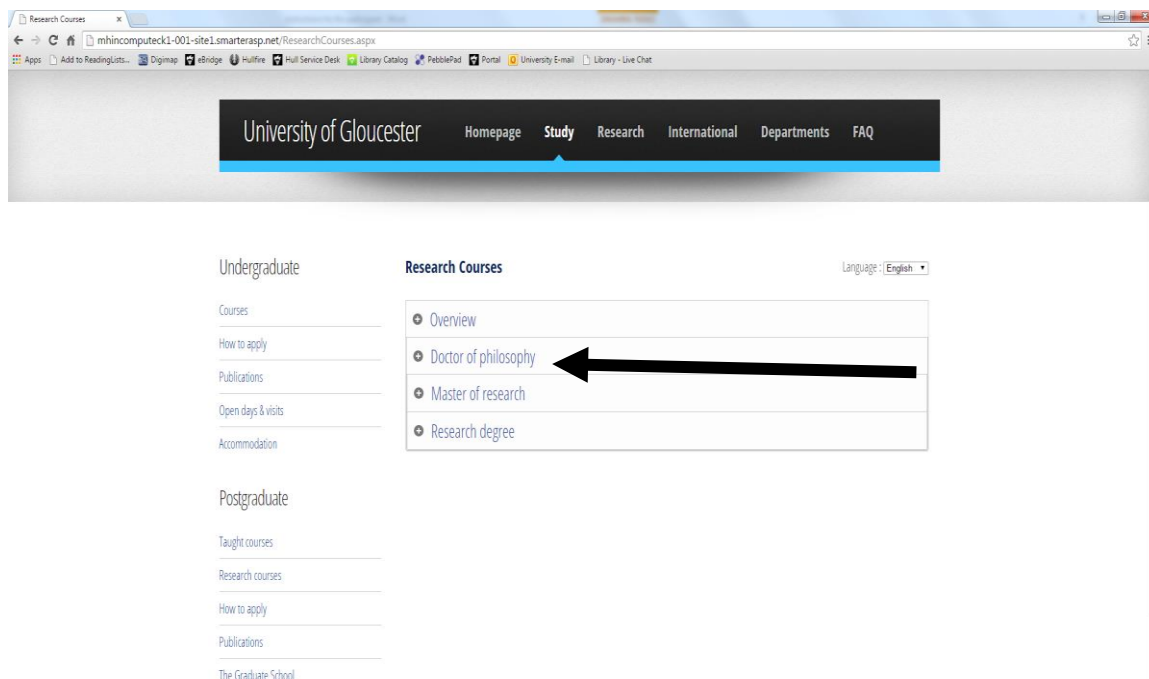 Research Courses x
mhincomputeck1-001-site1.smarterasp.net/ResearchCourses.aspx
Apps Add to ReadingLists... Digimap eBridge Hullfire Hull Service Desk Library Catalog PebblePad Portal University E-mail Library - Live Chat
University of Gloucester Homepage Study Research International Departments FAQ
Undergraduate
Courses
How to apply
Publications
Open days & visits
Accommodation
Postgraduate
Taught courses
Research courses
How to apply
Publications
The Graduate School
Research Courses
Language : English
Overview
Doctor of philosophy
Master of research
Research degree